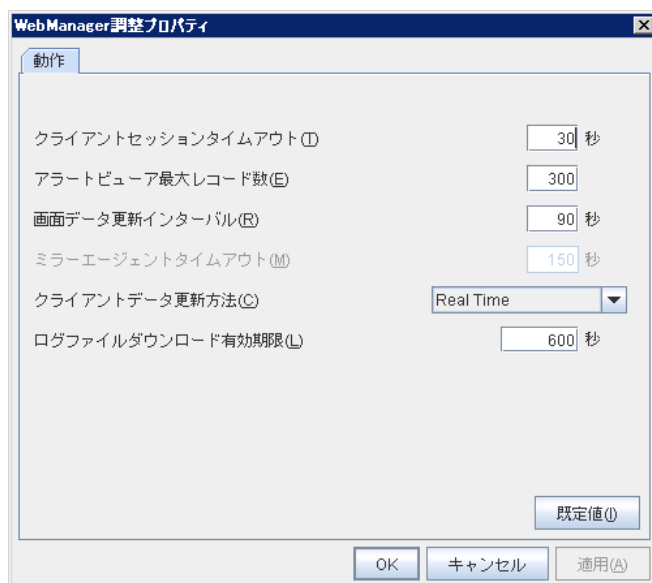 WebManager調整プロパティ
動作
クライアントセッションタイムアウト(T) 30 秒
アラートビューア最大レコード数(E) 300
画面データ更新インターバル(R) 90 秒
ミラーエージェントタイムアウト(M) 150 秒
クライアントデータ更新方法(C) Real Time
ログファイルダウンロード有効期限(L) 600 秒
既定値(I)
OK キャンセル 適用(A)